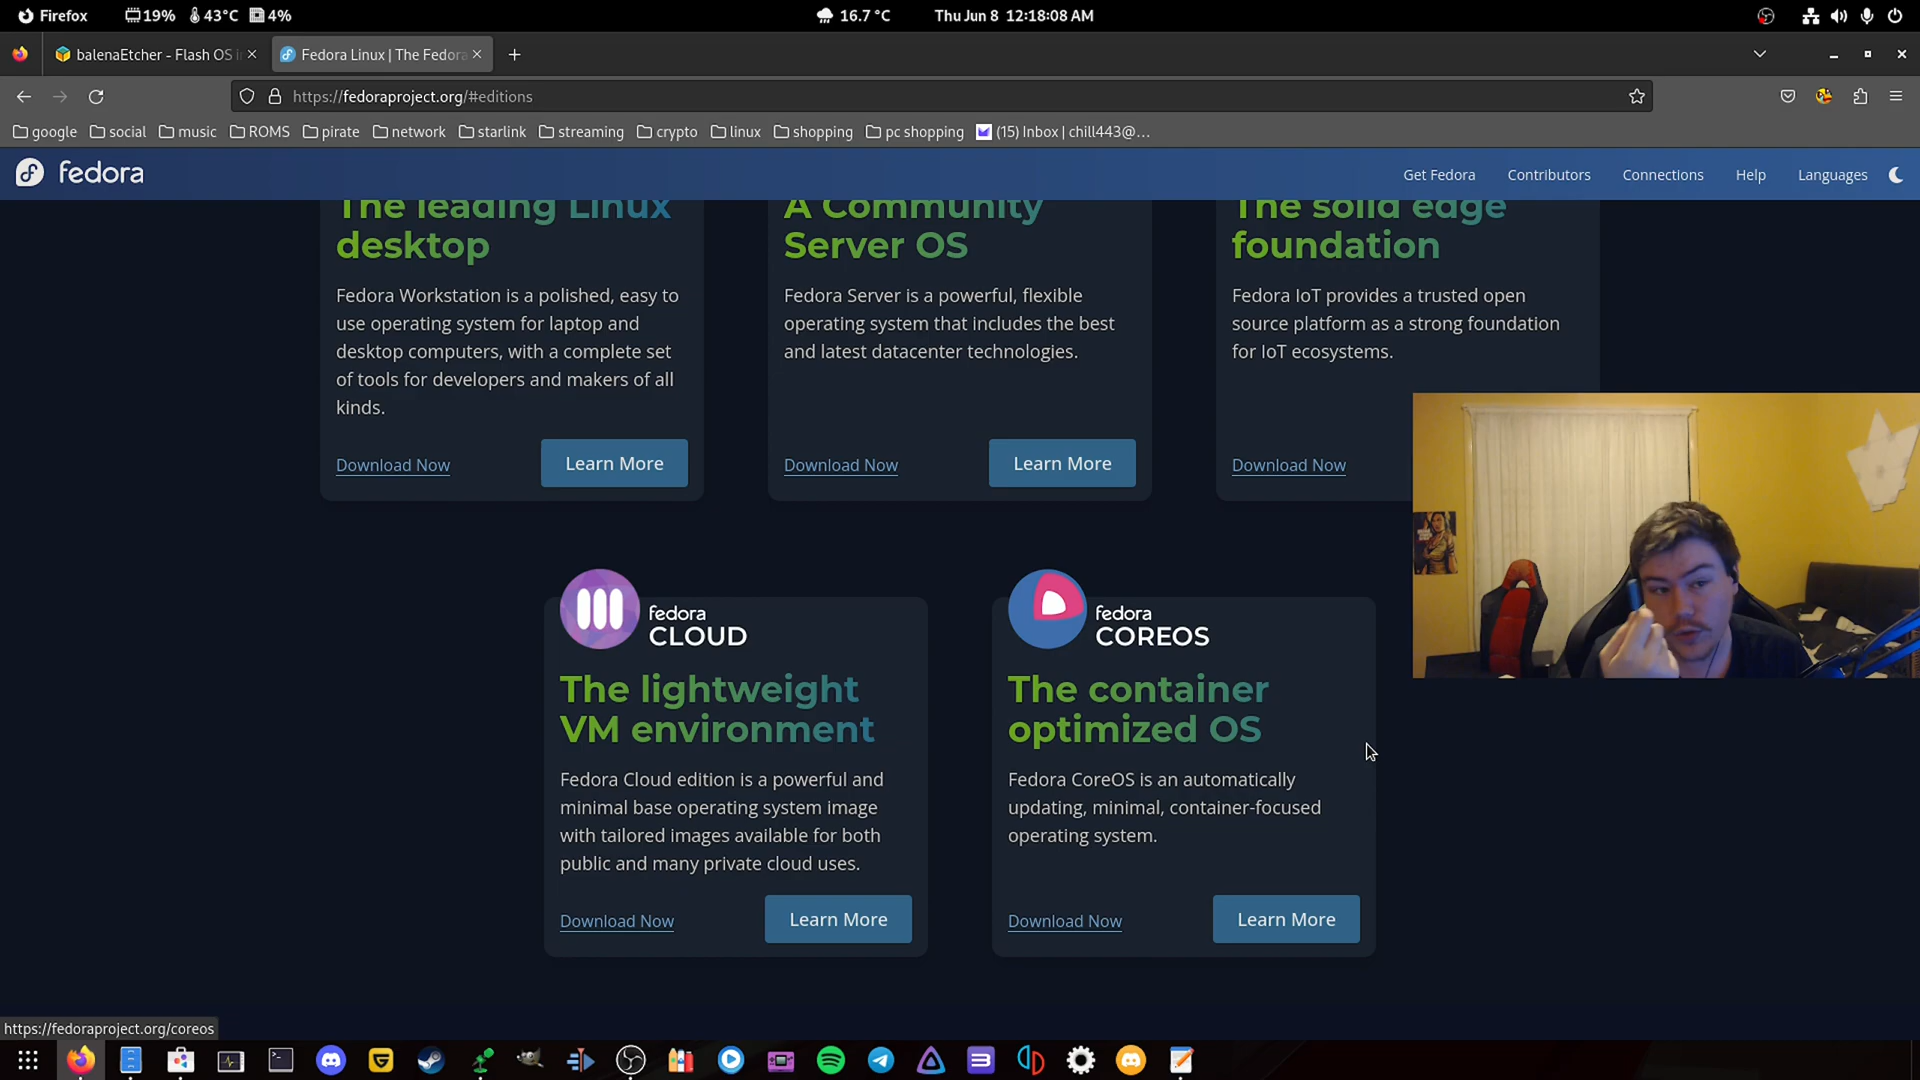 Firefox 19% 43°C 4% 16.7 °C Thu Jun 8 12:18:08 AM
balenaEtcher - Flash OS i
Fedora Linux | The Fedora
https://fedoraproject.org/#editions
google social music ROMS pirate network starlink streaming crypto linux shopping pc shopping (15) Inbox | chill443@...
fedora
Get Fedora Contributors Connections Help Languages
The leading Linux
desktop
Fedora Workstation is a polished, easy to
use operating system for laptop and
desktop computers, with a complete set
of tools for developers and makers of all
kinds.
Download Now Learn More
A Community
Server OS
Fedora Server is a powerful, flexible
operating system that includes the best
and latest datacenter technologies.
Download Now Learn More
The solid edge
foundation
Fedora IoT provides a trusted open
source platform as a strong foundation
for IoT ecosystems.
Download Now
fedora
CLOUD
The lightweight
VM environment
Fedora Cloud edition is a powerful and
minimal base operating system image
with tailored images available for both
public and many private cloud uses.
Download Now Learn More
fedora
COREOS
The container
optimized OS
Fedora CoreOS is an automatically
updating, minimal, container-focused
operating system.
Download Now Learn More
https://fedoraproject.org/coreos